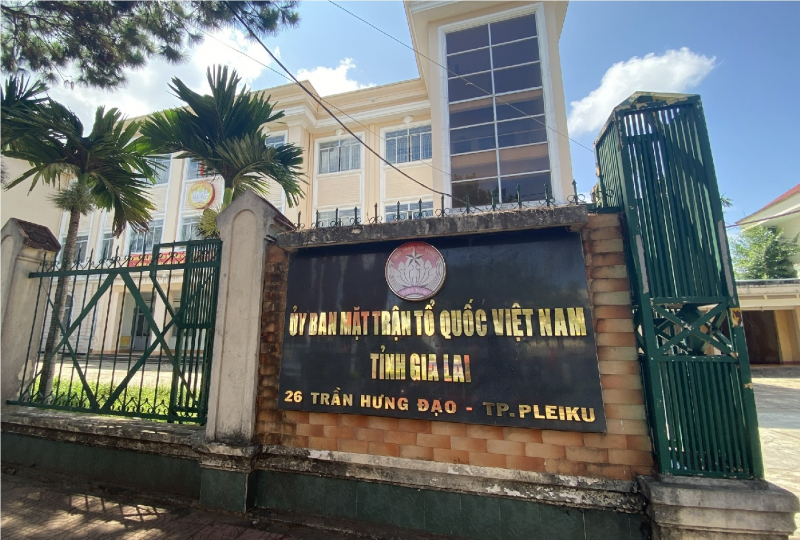 ỦY BAN MẶT TRẬN TỔ QUỐC VIỆT NAM
TỈNH GIA LAI
26 TRẦN HƯNG ĐẠO - TP.PLEIKU